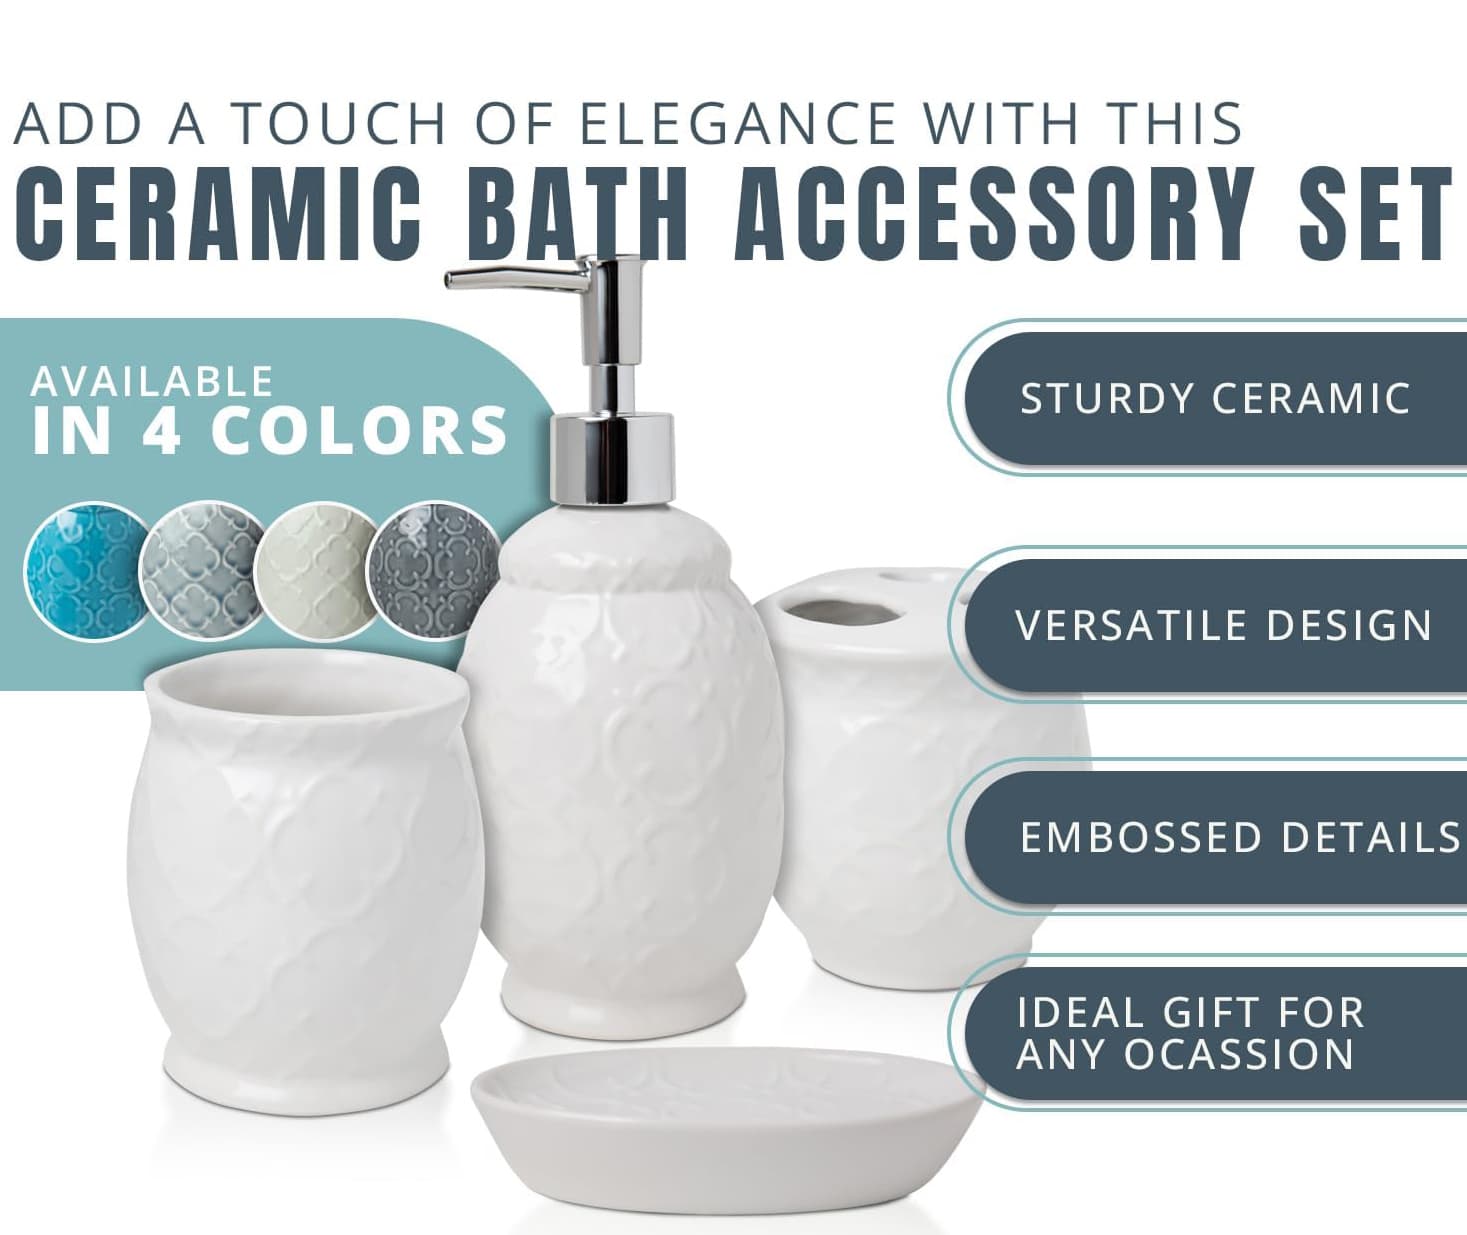 ADD A TOUCH OF ELEGANCE WITH THIS
CERAMIC BATH ACCESSORY SET
AVAILABLE
IN 4 COLORS
STURDY CERAMIC
VERSATILE DESIGN
EMBOSSED DETAILS
IDEAL GIFT FOR
ANY OCASSION